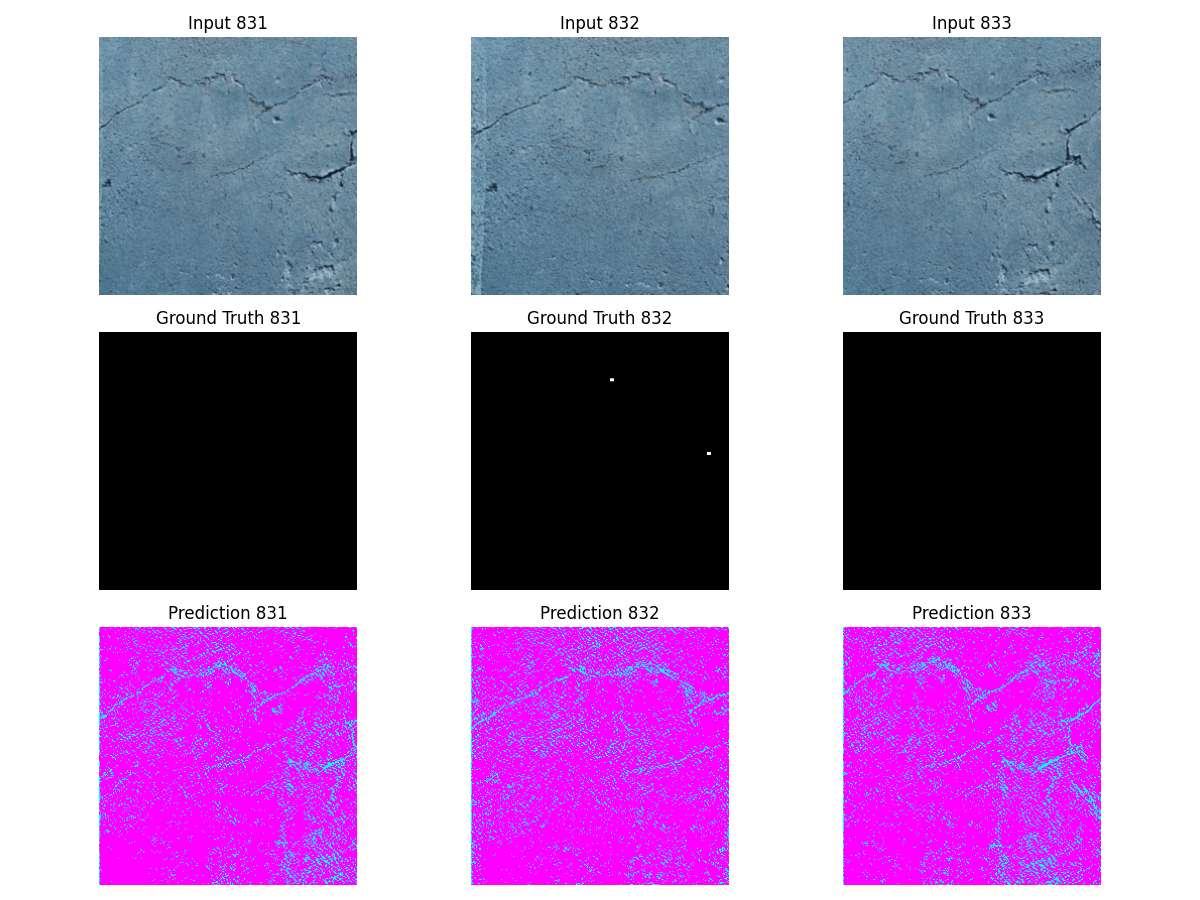 Input 831
Input 832
Input 833
Ground Truth 831
Ground Truth 832
Ground Truth 833
Prediction 831
Prediction 832
Prediction 833